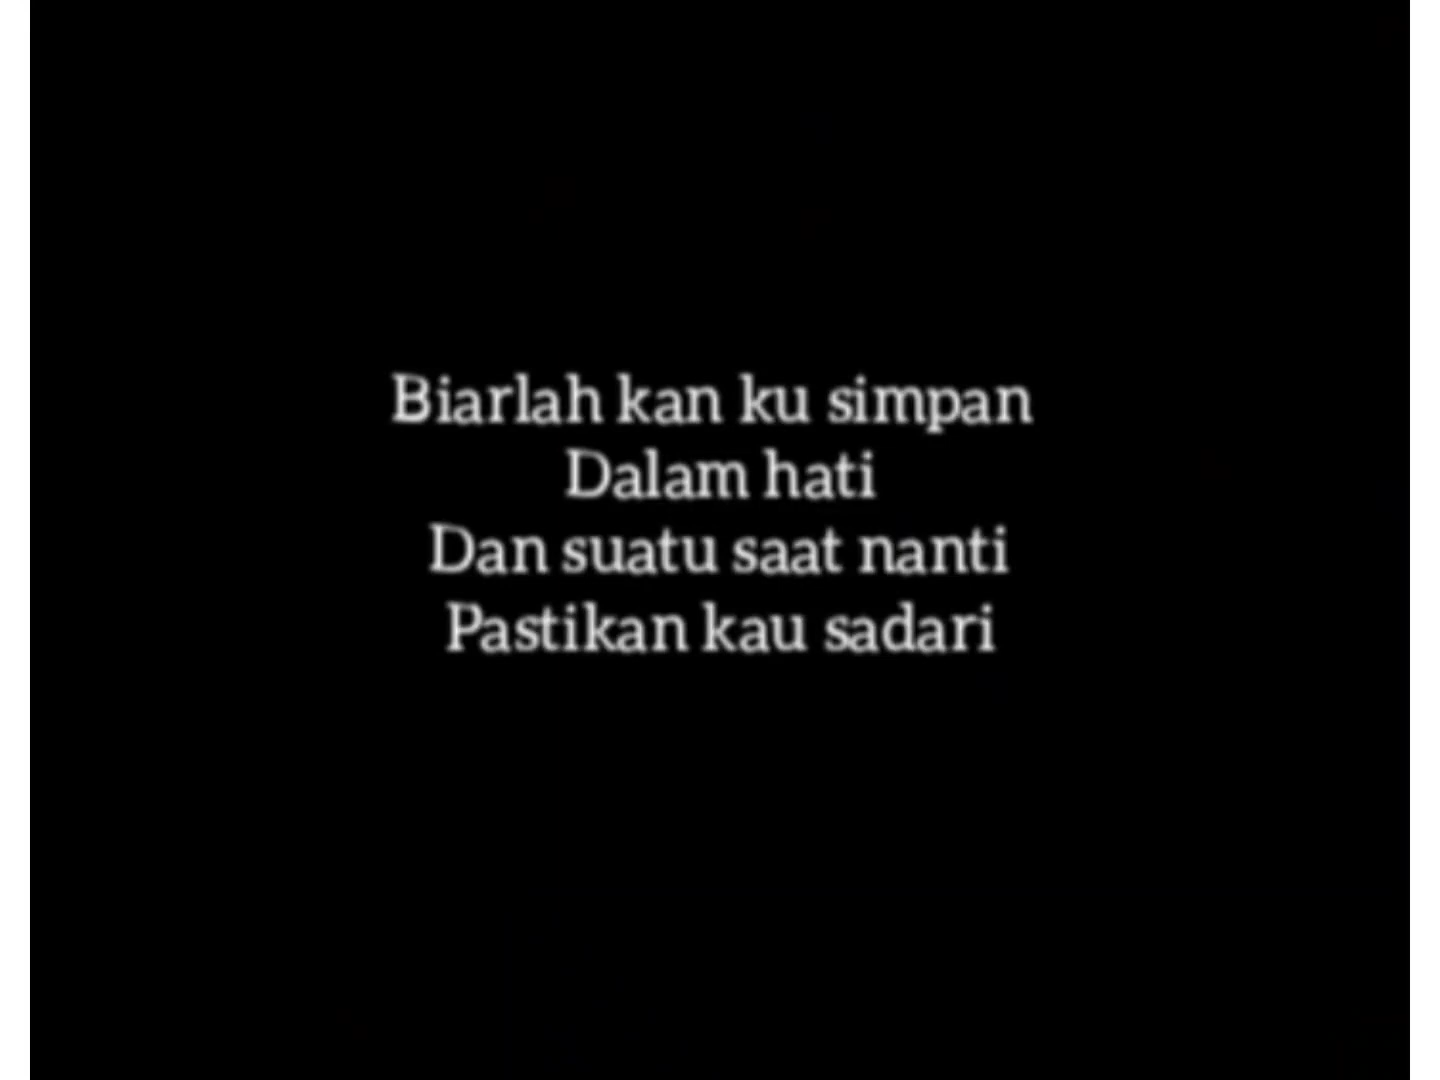 Biarlah kan ku simpan
Dalam hati
Dan suatu saat nanti
Pastikan kau sadari